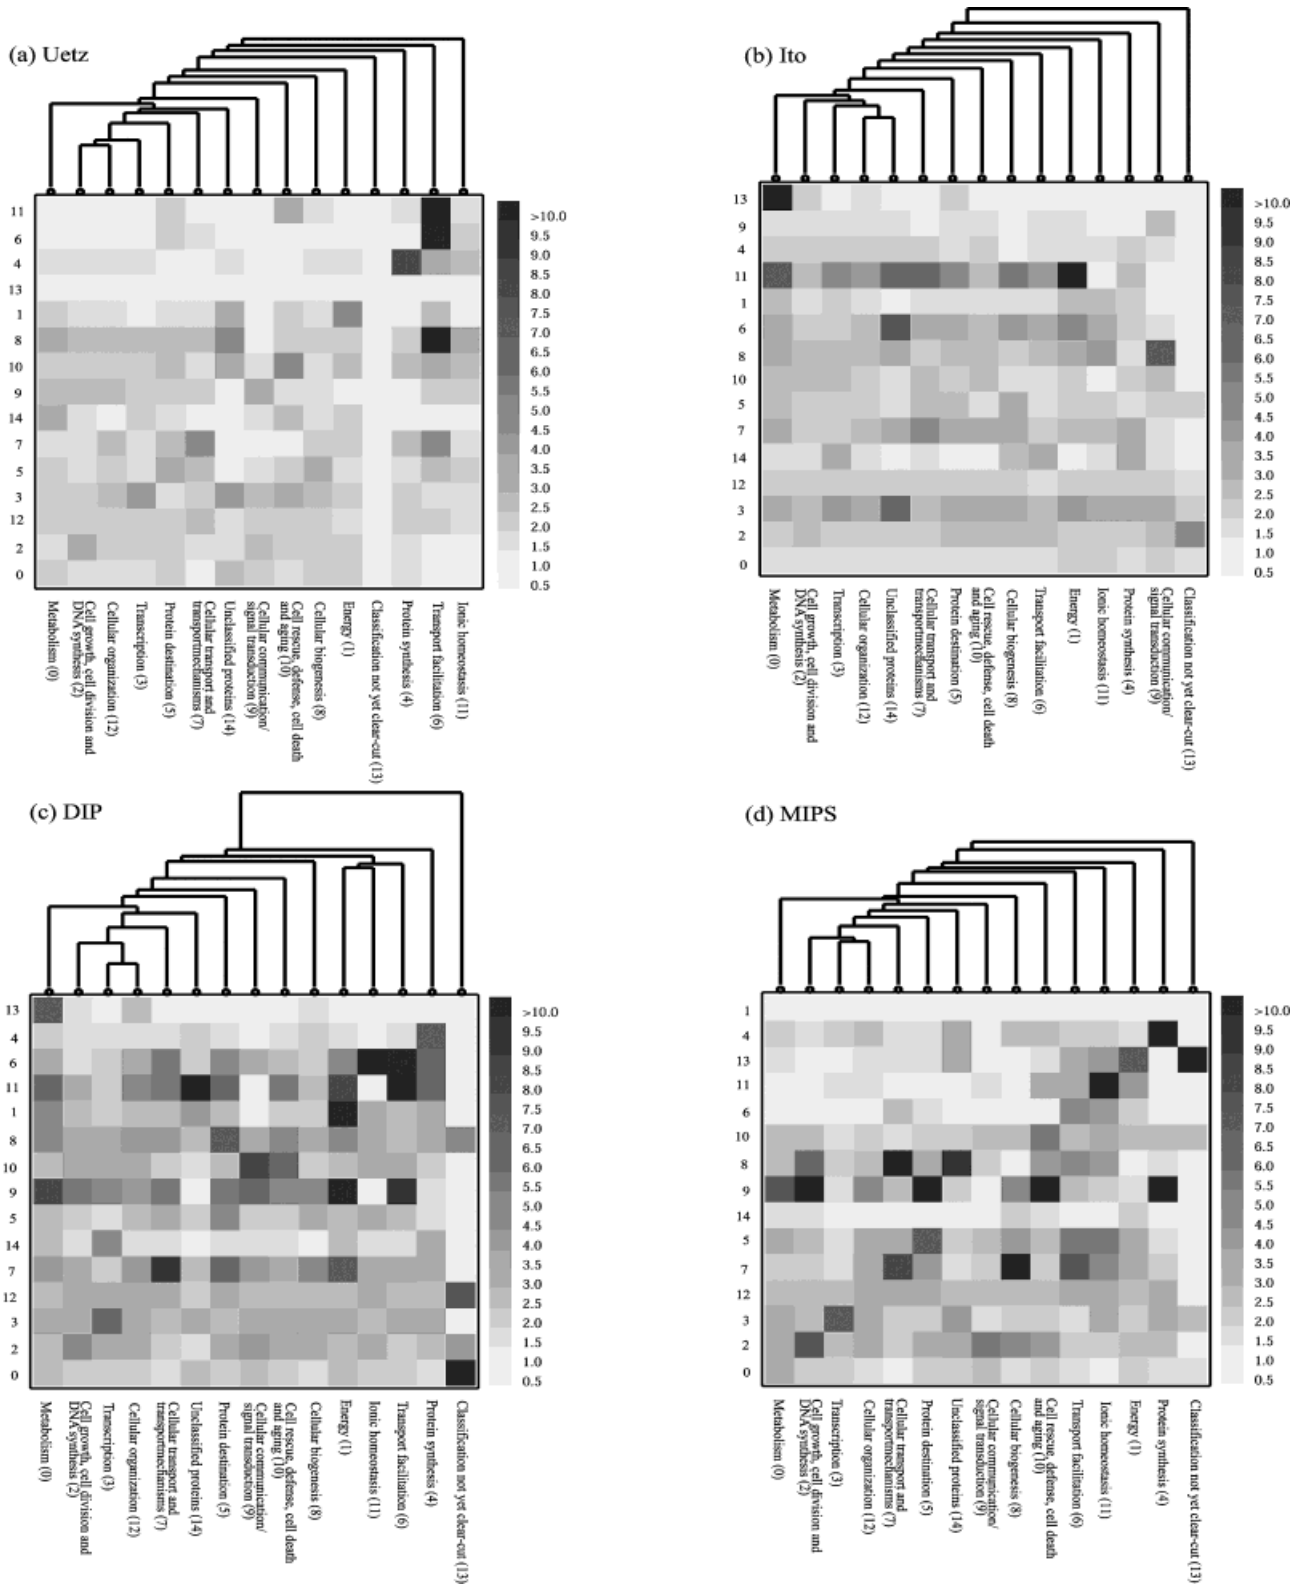 (a) Uetz
11
6
4
13
1
8
10
9
14
7
5
3
12
2
0
>10.0
9.5
9.0
8.5
8.0
7.5
7.0
6.5
6.0
5.5
5.0
4.5
4.0
3.5
3.0
2.5
2.0
1.5
1.0
0.5
Metabolism (0)
Cell growth, cell division and
DNA synthesis (2)
Cellular organization (12)
Transcription (3)
Protein destination (5)
Cellular transport and
transportmechanisms (7)
Unclassified proteins (14)
Cellular communication/
signal transduction (9)
Cell rescue, defense, cell death
and aging (10)
Cellular biogenesis (8)
Energy (1)
Classification not yet clear-cut (13)
Protein synthesis (4)
Transport facilitation (6)
Ionic homeostasis (11)
(b) Ito
13
9
4
11
1
6
8
10
5
7
14
12
3
2
0
>10.0
9.5
9.0
8.5
8.0
7.5
7.0
6.5
6.0
5.5
5.0
4.5
4.0
3.5
3.0
2.5
2.0
1.5
1.0
0.5
Metabolism (0)
Cell growth, cell division and
DNA synthesis (2)
Transcription (3)
Cellular organization (12)
Unclassified proteins (14)
Cellular transport and
transportmechanisms (7)
Protein destination (5)
Cell rescue, defense, cell death
and aging (10)
Cellular biogenesis (8)
Transport facilitation (6)
Energy (1)
Ionic homeostasis (11)
Protein synthesis (4)
Cellular communication/
signal transduction (9)
Classification not yet clear-cut (13)
(c) DIP
13
4
6
11
1
8
10
9
5
14
7
12
3
2
0
>10.0
9.5
9.0
8.5
8.0
7.5
7.0
6.5
6.0
5.5
5.0
4.5
4.0
3.5
3.0
2.5
2.0
1.5
1.0
0.5
Metabolism (0)
Cell growth, cell division and
DNA synthesis (2)
Transcription (3)
Cellular organization (12)
Cellular transport and
transportmechanisms (7)
Unclassified proteins (14)
Protein destination (5)
Cellular communication/
signal transduction (9)
Cell rescue, defense, cell death
and aging (10)
Cellular biogenesis (8)
Energy (1)
Ionic homeostasis (11)
Transport facilitation (6)
Protein synthesis (4)
Classification not yet clear-cut (13)
(d) MIPS
1
4
13
11
6
10
8
9
14
5
7
12
3
2
0
>10.0
9.5
9.0
8.5
8.0
7.5
7.0
6.5
6.0
5.5
5.0
4.5
4.0
3.5
3.0
2.5
2.0
1.5
1.0
0.5
Metabolism (0)
Cell growth, cell division and
DNA synthesis (2)
Transcription (3)
Cellular organization (12)
Cellular transport and
transportmechanisms (7)
Protein destination (5)
Unclassified proteins (14)
Cellular communication/
signal transduction (9)
Cellular biogenesis (8)
Cell rescue, defense, cell death
and aging (10)
Transport facilitation (6)
Ionic homeostasis (11)
Energy (1)
Protein synthesis (4)
Classification not yet clear-cut (13)